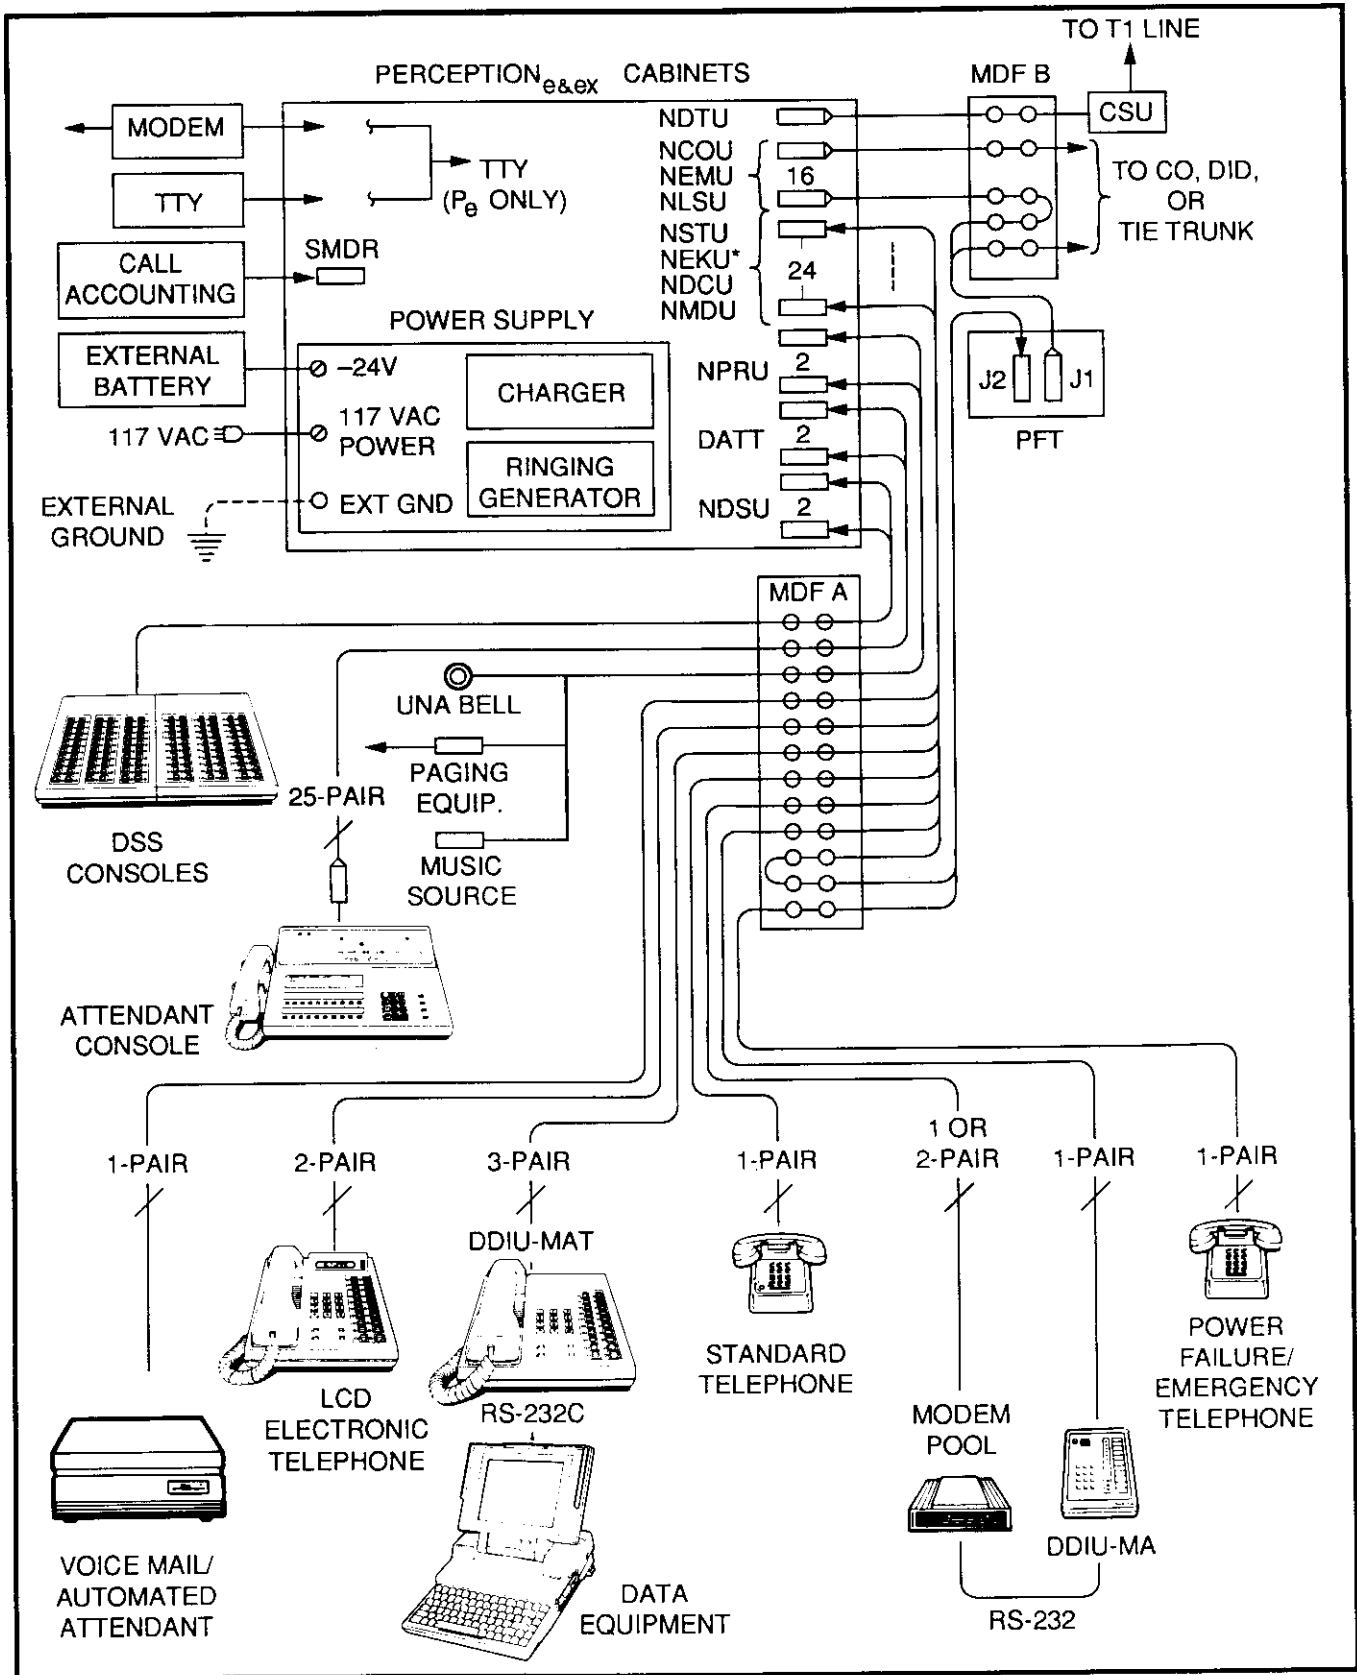 TO T1 LINE
PERCEPTIONe&ex CABINETS
MDF B
MODEM
NDTU
CSU
NCOU
TTY
(Pe ONLY)
NEMU
16
TO CO, DID,
OR
TIE TRUNK
TTY
NLSU
SMDR
NSTU
CALL
ACCOUNTING
NEKU*
24
NDCU
NMDU
POWER SUPPLY
EXTERNAL
BATTERY
–24V
CHARGER
NPRU
2
J2
J1
PFT
117 VAC
117 VAC
POWER
DATT
2
RINGING
GENERATOR
EXTERNAL
GROUND
EXT GND
NDSU
2
MDF A
UNA BELL
PAGING
EQUIP.
25-PAIR
DSS
CONSOLES
MUSIC
SOURCE
ATTENDANT
CONSOLE
1-PAIR
2-PAIR
3-PAIR
1-PAIR
1 OR
2-PAIR
1-PAIR
1-PAIR
DDIU-MAT
STANDARD
TELEPHONE
POWER
FAILURE/
EMERGENCY
TELEPHONE
LCD
ELECTRONIC
TELEPHONE
RS-232C
MODEM
POOL
DDIU-MA
VOICE MAIL/
AUTOMATED
ATTENDANT
DATA
EQUIPMENT
RS-232